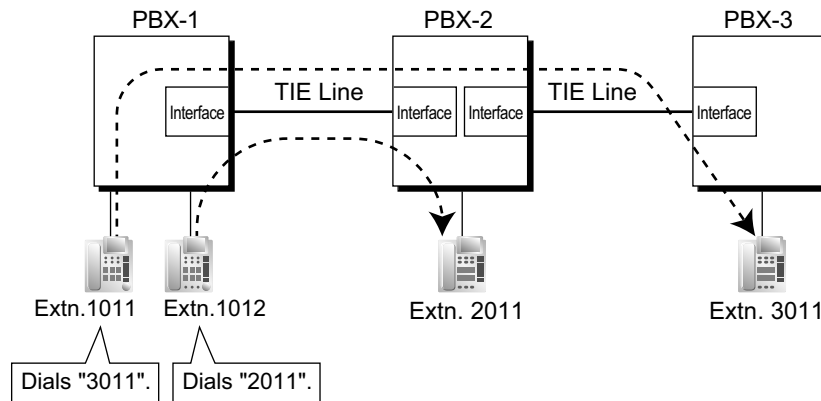 PBX-1
PBX-2
PBX-3
TIE Line
TIE Line
Interface
Interface
Interface
Interface
Extn.1011
Extn.1012
Extn. 2011
Extn. 3011
Dials "3011".
Dials "2011".